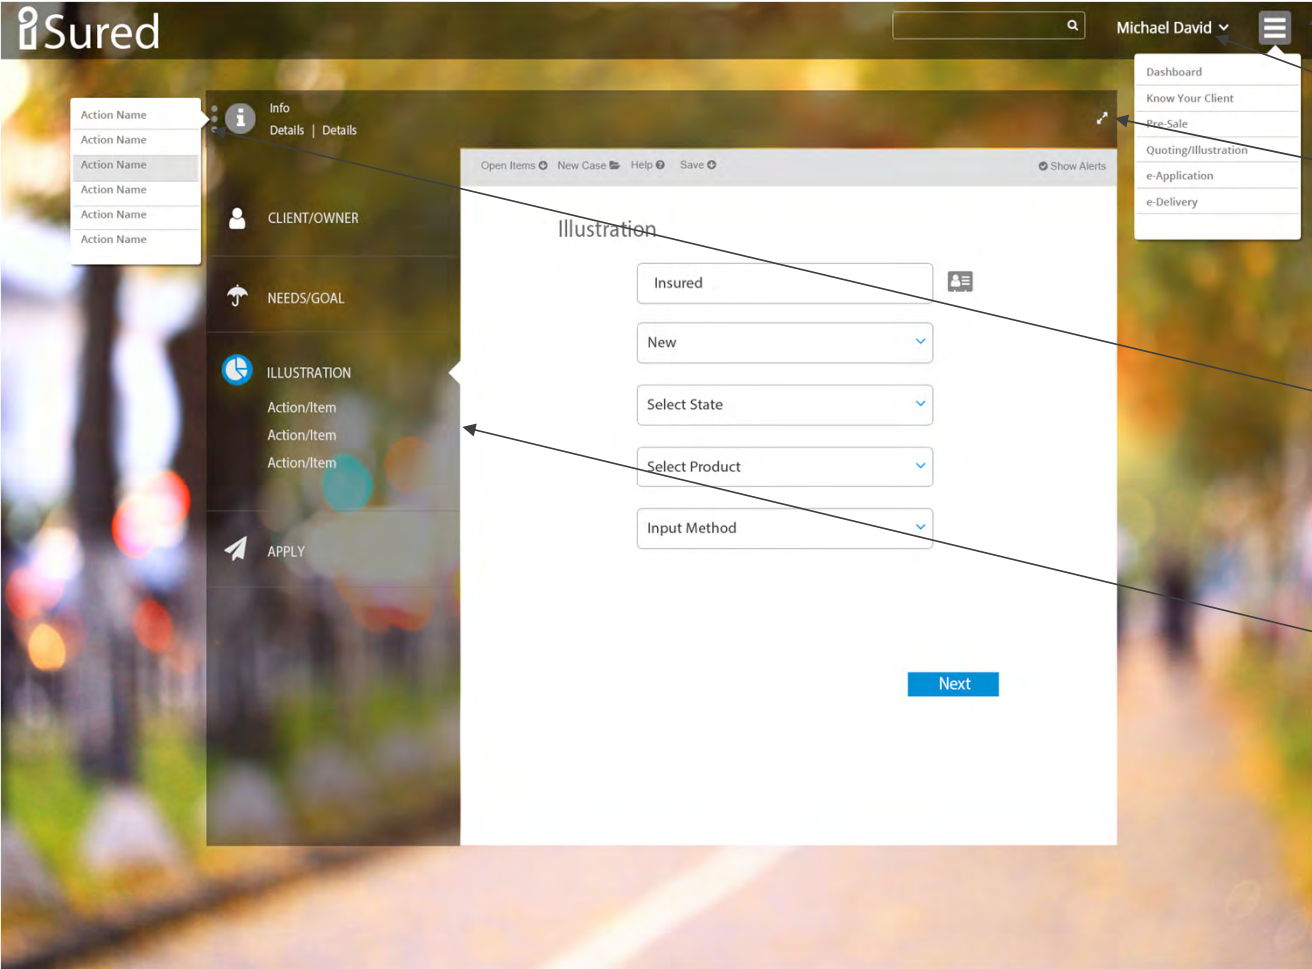 iSured
Michael David
Dashboard
Know Your Client
Pre-Sale
Quoting/Illustration
e-Application
e-Delivery
Action Name
Action Name
Action Name
Action Name
Action Name
Action Name
i
Info
Details | Details
Open Items New Case Help ? Save
Show Alerts
CLIENT/OWNER
NEEDS/GOAL
ILLUSTRATION
Action/Item
Action/Item
Action/Item
APPLY
Illustration
Insured
New
Select State
Select Product
Input Method
Next